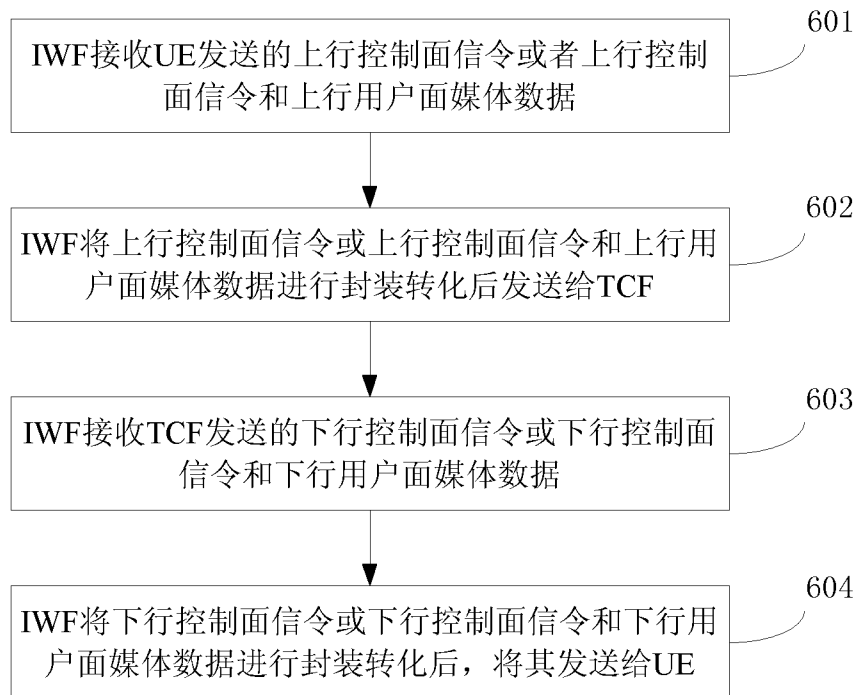 601
IWF接收UE发送的上行控制面信令或者上行控制
面信令和上行用户面媒体数据
602
IWF将上行控制面信令或上行控制面信令和上行用
户面媒体数据进行封装转化后发送给TCF
603
IWF接收TCF发送的下行控制面信令或下行控制面
信令和下行用户面媒体数据
604
IWF将下行控制面信令或下行控制面信令和下行用
户面媒体数据进行封装转化后，将其发送给UE